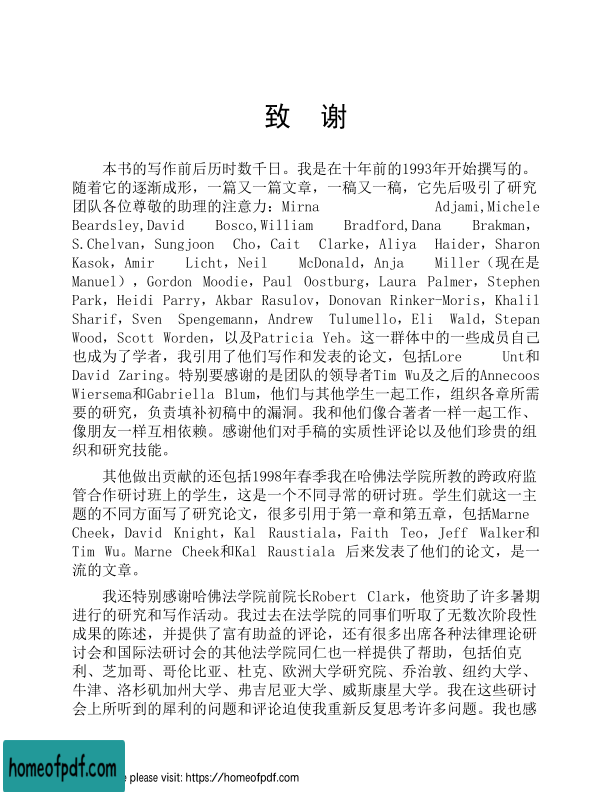 致 谢
本书的写作前后历时数千日。我是在十年前的1993年开始撰写的。
随着它的逐渐成形，一篇又一篇文章，一稿又一稿，它先后吸引了研究
团队各位尊敬的助理的注意力：Mirna Adjami,Michele
Beardsley,David Bosco,William Bradford,Dana Brakman，
S.Chelvan，Sungjoon Cho，Cait Clarke，Aliya Haider，Sharon
Kasok，Amir Licht，Neil McDonald，Anja Miller（现在是
Manuel），Gordon Moodie，Paul Oostburg，Laura Palmer，Stephen
Park，Heidi Parry，Akbar Rasulov，Donovan Rinker-Moris，Khalil
Sharif，Sven Spengemann，Andrew Tulumello，Eli Wald，Stepan
Wood，Scott Worden，以及Patricia Yeh。这一群体中的一些成员自己
也成为了学者，我引用了他们写作和发表的论文，包括Lore Unt和
David Zaring。特别要感谢的是团队的领导者Tim Wu及之后的Annecoos
Wiersema和Gabriella Blum，他们与其他学生一起工作，组织各章所需
要的研究，负责填补初稿中的漏洞。我和他们像合著者一样一起工作、
像朋友一样互相依赖。感谢他们对手稿的实质性评论以及他们珍贵的组
织和研究技能。
其他做出贡献的还包括1998年春季我在哈佛法学院所教的跨政府监
管合作研讨班上的学生，这是一个不同寻常的研讨班。学生们就这一主
题的不同方面写了研究论文，很多引用于第一章和第五章，包括Marne
Cheek，David Knight，Kal Raustiala，Faith Teo，Jeff Walker和
Tim Wu。Marne Cheek和Kal Raustiala 后来发表了他们的论文，是一
流的文章。
我还特别感谢哈佛法学院前院长Robert Clark，他资助了许多暑期
进行的研究和写作活动。我过去在法学院的同事们听取了无数次阶段性
成果的陈述，并提供了富有助益的评论，还有很多出席各种法律理论研
讨会和国际法研讨会的其他法学院同仁也一样提供了帮助，包括伯克
利、芝加哥、哥伦比亚、杜克、欧洲大学研究院、乔治敦、纽约大学、
牛津、洛杉矶加州大学、弗吉尼亚大学、威斯康星大学。我在这些研讨
会上所听到的犀利的问题和评论迫使我重新反复思考许多问题。我也感
homeofpdf.com
please visit: https://homeofpdf.com